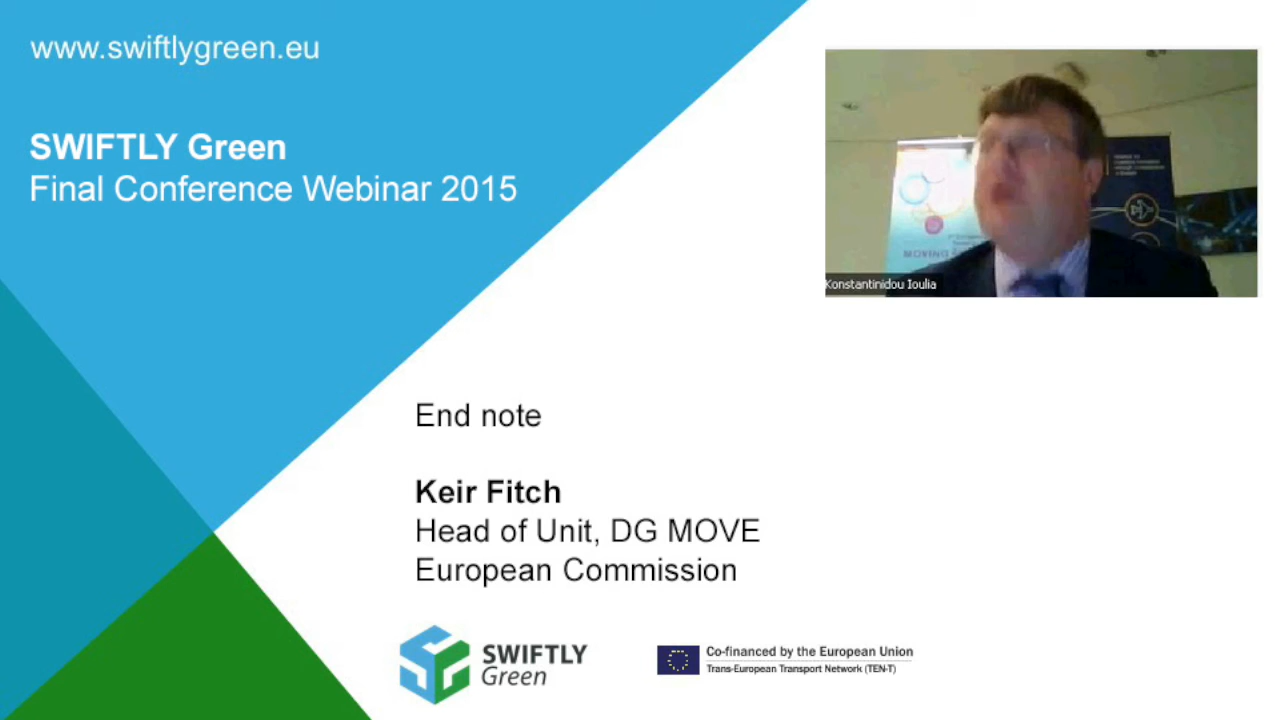 www.swiftlygreen.eu
SWIFTLY Green
Final Conference Webinar 2015
MOVING
Konstantinidou Ioulia
End note
Keir Fitch
Head of Unit, DG MOVE
European Commission
SWIFTLY
Green
Co-financed by the European Union
Trans-European Transport Network (TEN-T)